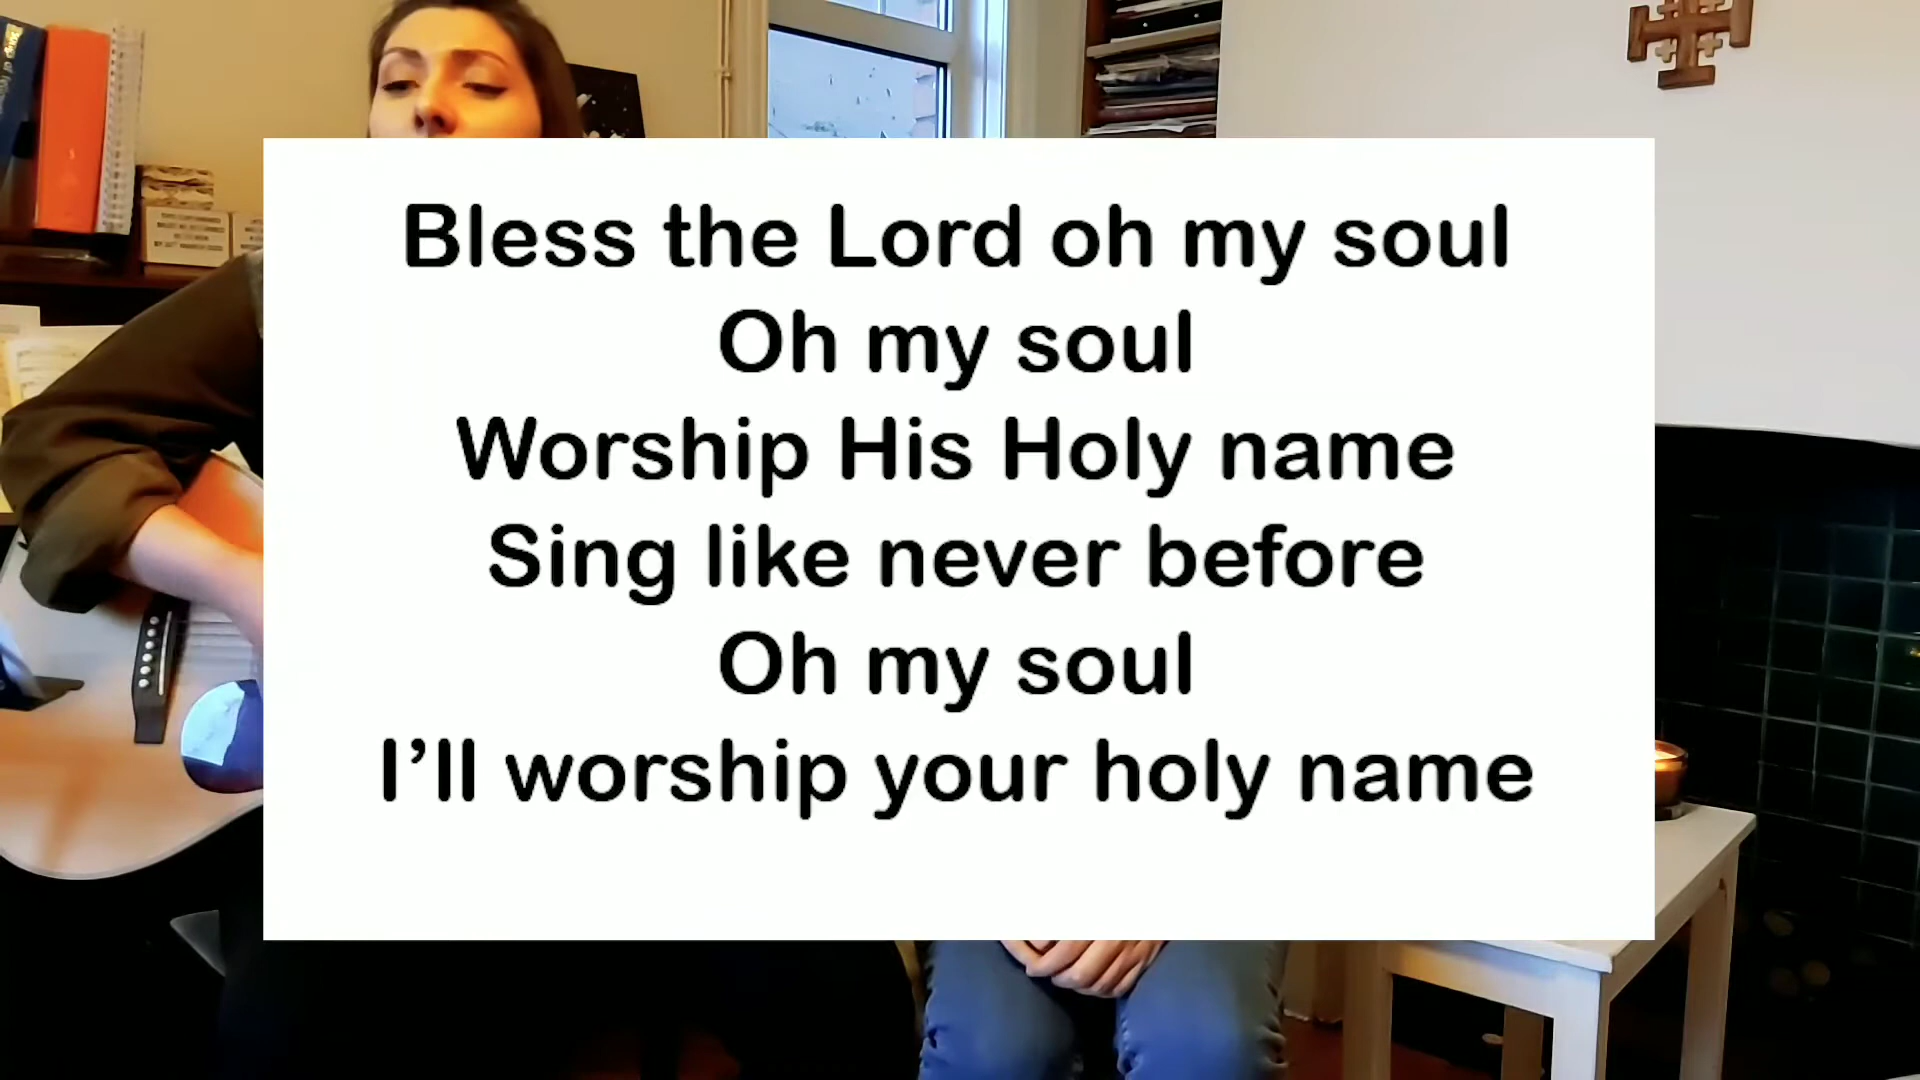 Bless the Lord oh my soul
Oh my soul
Worship His Holy name
Sing like never before
Oh my soul
I’ll worship your holy name